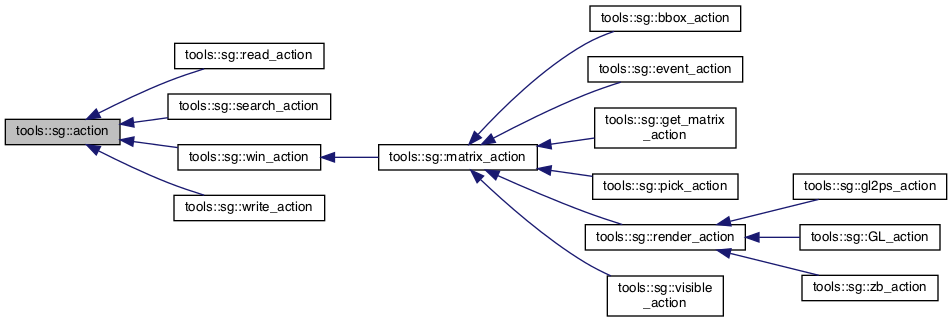 tools::sg::action
tools::sg::read_action
tools::sg::search_action
tools::sg::win_action
tools::sg::write_action
tools::sg::matrix_action
tools::sg::bbox_action
tools::sg::event_action
tools::sg::get_matrix
_action
tools::sg::pick_action
tools::sg::render_action
tools::sg::visible
_action
tools::sg::gl2ps_action
tools::sg::GL_action
tools::sg::zb_action